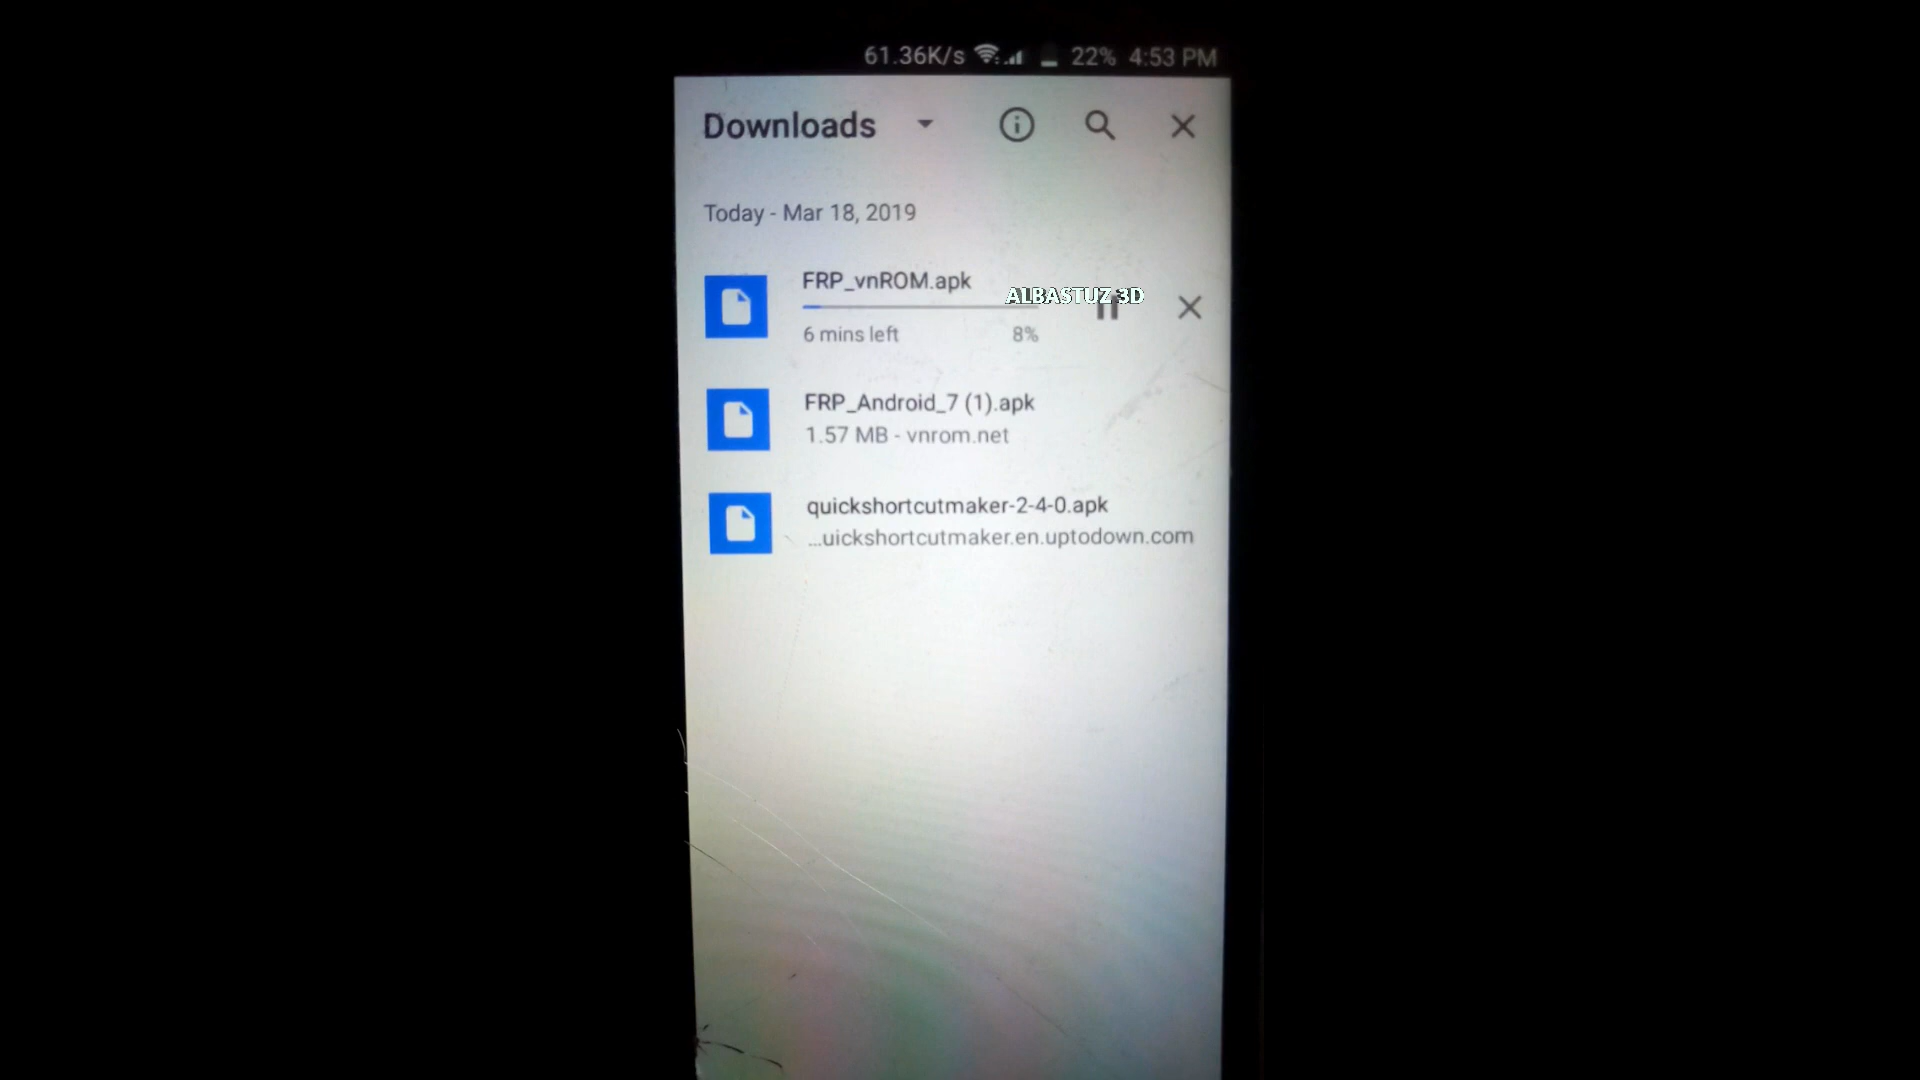 61.36K/s 22% 4:53 PM
Downloads
Today - Mar 18, 2019
FRP_vnROM.apk
ALBASTUZ 3D
6 mins left 8%
FRP_Android_7 (1).apk
1.57 MB - vnrom.net
quickshortcutmaker-2-4-0.apk
...uickshortcutmaker.en.uptodown.com